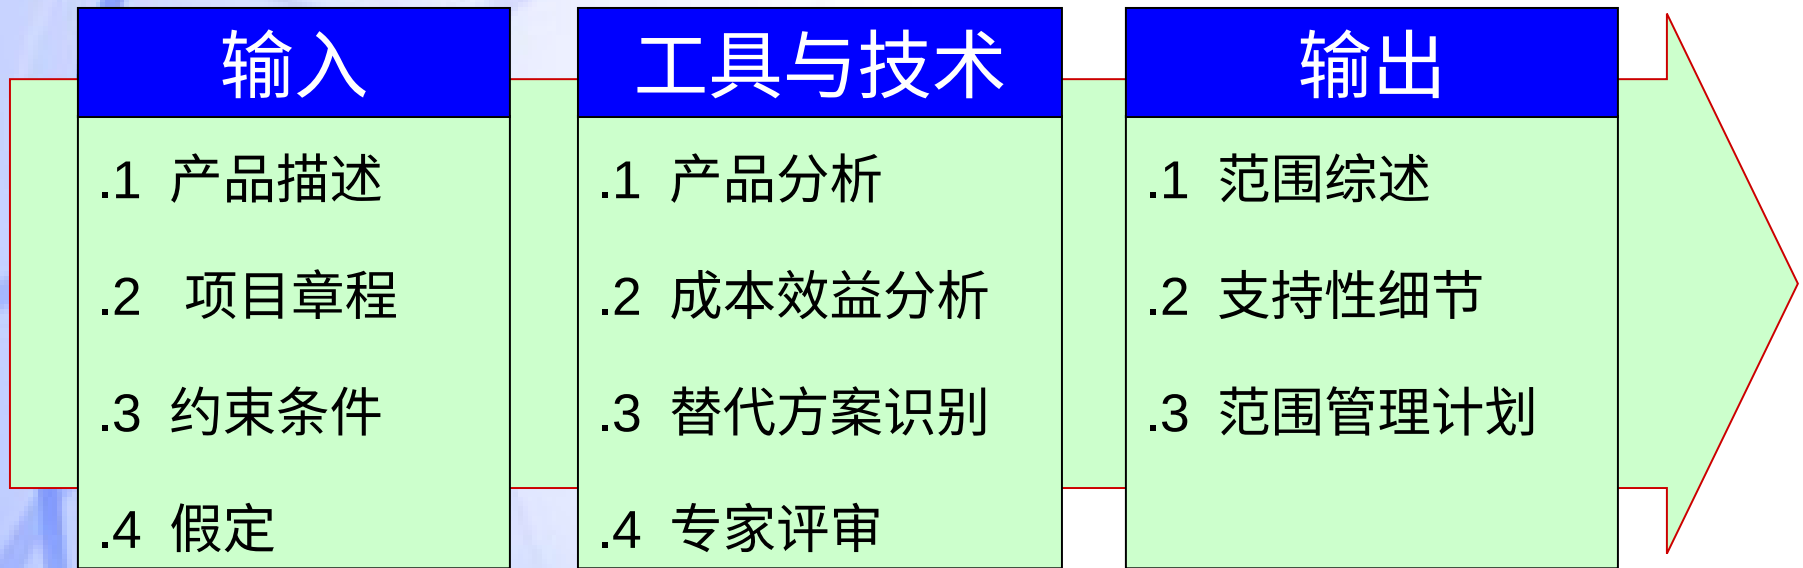 输入
.1 产品描述
.2 项目章程
.3 约束条件
.4 假定
工具与技术
.1 产品分析
.2 成本效益分析
.3 替代方案识别
.4 专家评审
输出
.1 范围综述
.2 支持性细节
.3 范围管理计划